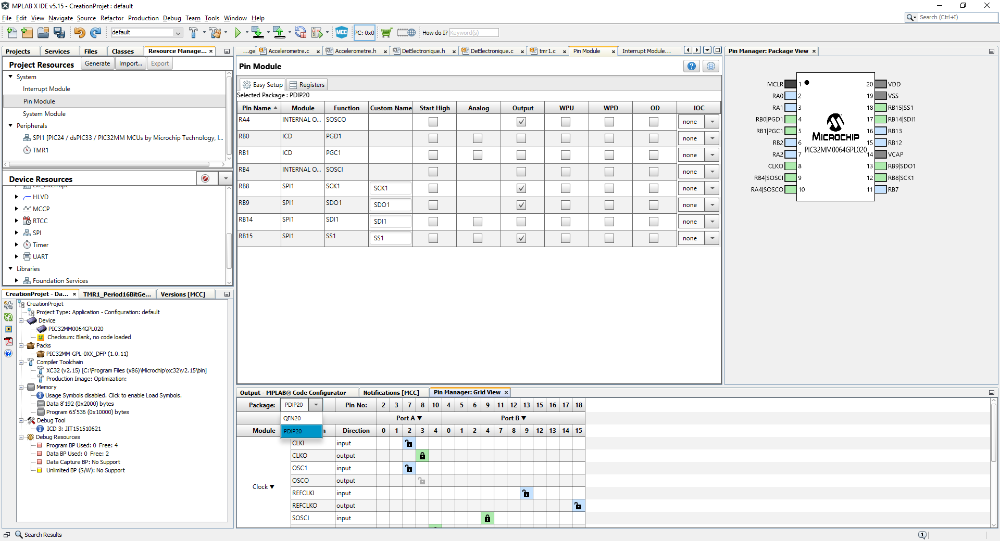 MPLAB X IDE v5.15 - CreationProjet : default
File Edit View Navigate Source Refactor Production Debug Team Tools Window Help
Search (Ctrl+I)
default
MCC
PC: 0x0
How do I? Keyword(s)
Projects Services Files Classes Resource Manage... ×
Project Resources Generate Import... Export
System
Interrupt Module
Pin Module
System Module
Peripherals
SPI1 [PIC24 / dsPIC33 / PIC32MM MCUs by Microchip Technology, I...
TMR1
Device Resources
Ext_Interrupt
HLVD
MCCP
RTCC
SPI
Timer
UART
Libraries
Foundation Services
CreationProjet - Da... × TMR1_Period16BitGe... Versions [MCC]
CreationProjet
Project Type: Application - Configuration: default
Device
PIC32MM0064GPL020
Checksum: Blank, no code loaded
Packs
PIC32MM-GPL-0XX_DFP (1.0.11)
Compiler Toolchain
XC32 (v2.15) [C:\Program Files (x86)\Microchip\xc32\v2.15\bin]
Production Image: Optimization:
Memory
Usage Symbols disabled. Click to enable Load Symbols.
Data 8'192 (0x2000) bytes
Program 65'536 (0x10000) bytes
Debug Tool
ICD 3: JIT151510621
Debug Resources
Program BP Used: 0 Free: 4
Data BP Used: 0 Free: 2
Data Capture BP: No Support
Unlimited BP (S/W): No Support
Search Results
...ge Accelerometre.c × Accelerometre.h × DeElectronique.h × DeElectronique.c × tmr1.c × Pin Module × Interrupt Module...
Pin Module
Easy Setup Registers
Selected Package : PDIP20
Pin Name Module Function Custom Name Start High Analog Output WPU WPD OD IOC
RA4 INTERNAL O... SOSCO none
RB0 ICD PGD1 none
RB1 ICD PGC1 none
RB4 INTERNAL O... SOSCI none
RB8 SPI1 SCK1 SCK1 none
RB9 SPI1 SDO1 SDO1 none
RB14 SPI1 SDI1 SDI1 none
RB15 SPI1 SS1 SS1 none
Output - MPLAB® Code Configurator Notifications [MCC] Pin Manager: Grid View ×
Package: PDIP20 Pin No: 2 3 7 8 10 4 5 6 9 11 12 13 15 16 17 18
QFN20
PDIP20
Port A ▼ Port B ▼
Module n Direction 0 1 2 3 4 0 1 2 4 7 8 9 12 13 14 15
Clock ▼
CLKI input
CLKO output
OSC1 input
OSCO output
REFCLKI input
REFCLKO output
SOSCI input
Pin Manager: Package View ×
MCLR 1 20 VDD
RA0 2 19 VSS
RA1 3 18 RB15|SS1
RB0|PGD1 4 17 RB14|SDI1
RB1|PGC1 5 16 RB13
RB2 6 15 RB12
RA2 7 14 VCAP
CLKO 8 13 RB9|SDO1
RB4|SOSCI 9 12 RB8|SCK1
RA4|SOSCO 10 11 RB7
MICROCHIP
PIC32MM0064GPL020
1